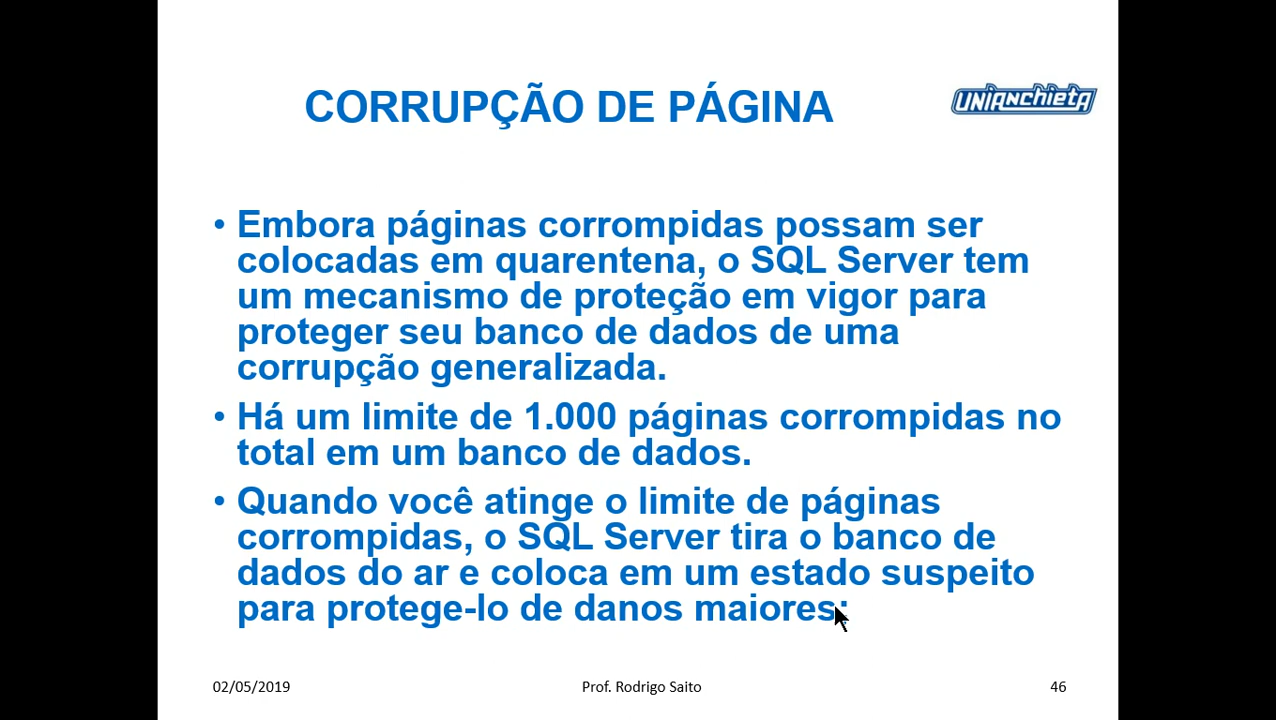 CORRUPÇÃO DE PÁGINA
UNIANCHIETA
• Embora páginas corrompidas possam ser
colocadas em quarentena, o SQL Server tem
um mecanismo de proteção em vigor para
proteger seu banco de dados de uma
corrupção generalizada.
• Há um limite de 1.000 páginas corrompidas no
total em um banco de dados.
• Quando você atinge o limite de páginas
corrompidas, o SQL Server tira o banco de
dados do ar e coloca em um estado suspeito
para protege-lo de danos maiores;
02/05/2019
Prof. Rodrigo Saito
46